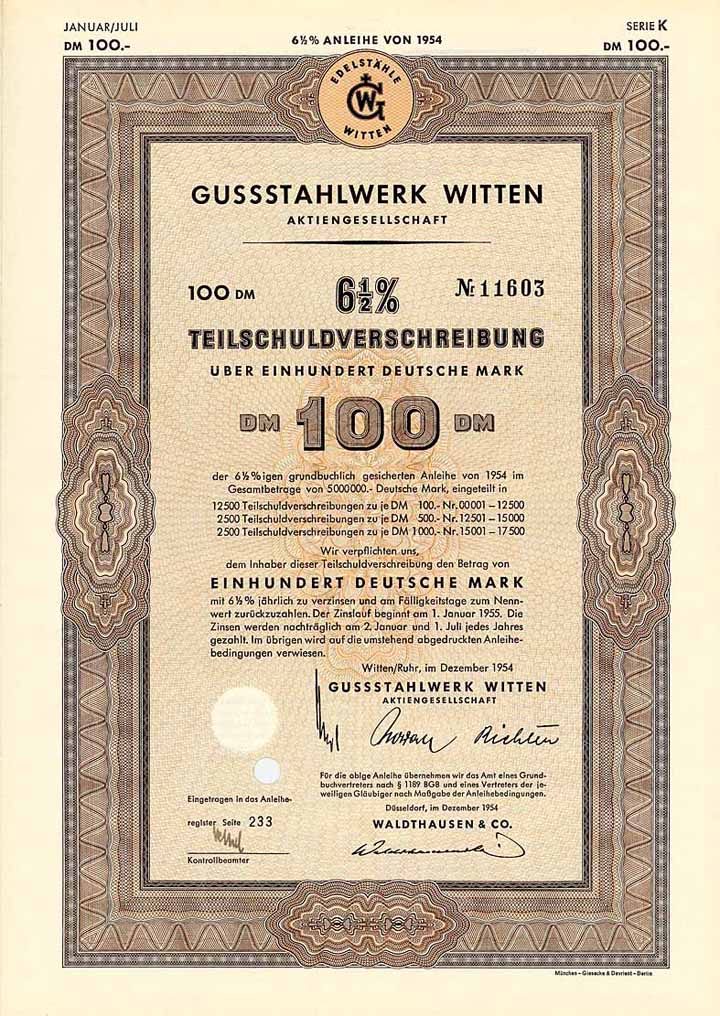 JANUAR/JULI
DM 100.-
6½% ANLEIHE VON 1954
SERIE K
DM 100.-
EDELSTÄHLE
GW
WITTEN
GUSSSTAHLWERK WITTEN
AKTIENGESELLSCHAFT
100 DM 6½% № 11603
TEILSCHULDVERSCHREIBUNG
UBER EINHUNDERT DEUTSCHE MARK
DM 100 DM
der 6½%igen grundbuchlich gesicherten Anleihe von 1954 im
Gesamtbetrage von 5000000.- Deutsche Mark, eingeteilt in
12500 Teilschuldverschreibungen zu je DM 100.- Nr. 00001 – 12500
2500 Teilschuldverschreibungen zu je DM 500.- Nr. 12501 – 15000
2500 Teilschuldverschreibungen zu je DM 1000.- Nr. 15001 – 17500
Wir verpflichten uns,
dem Inhaber dieser Teilschuldverschreibung den Betrag von
EINHUNDERT DEUTSCHE MARK
mit 6½% jährlich zu verzinsen und am Fälligkeitstage zum Nenn-
wert zurückzuzahlen. Der Zinslauf beginnt am 1. Januar 1955. Die
Zinsen werden nachträglich am 2. Januar und 1. Juli jedes Jahres
gezahlt. Im übrigen wird auf die umstehend abgedruckten Anleihe-
bedingungen verwiesen.
Witten/Ruhr, im Dezember 1954
GUSSSTAHLWERK WITTEN
AKTIENGESELLSCHAFT
Richter
Für die obige Anleihe übernehmen wir das Amt eines Grund-
buchvertreters nach § 1189 BGB und eines Vertreters der je-
weiligen Gläubiger nach Maßgabe der Anleihebedingungen.
Düsseldorf, im Dezember 1954
WALDTHAUSEN & CO.
Eingetragen in das Anleihe-
register Seite 233
Kontrollbeamter
München – Giesecke & Devrient – Berlin